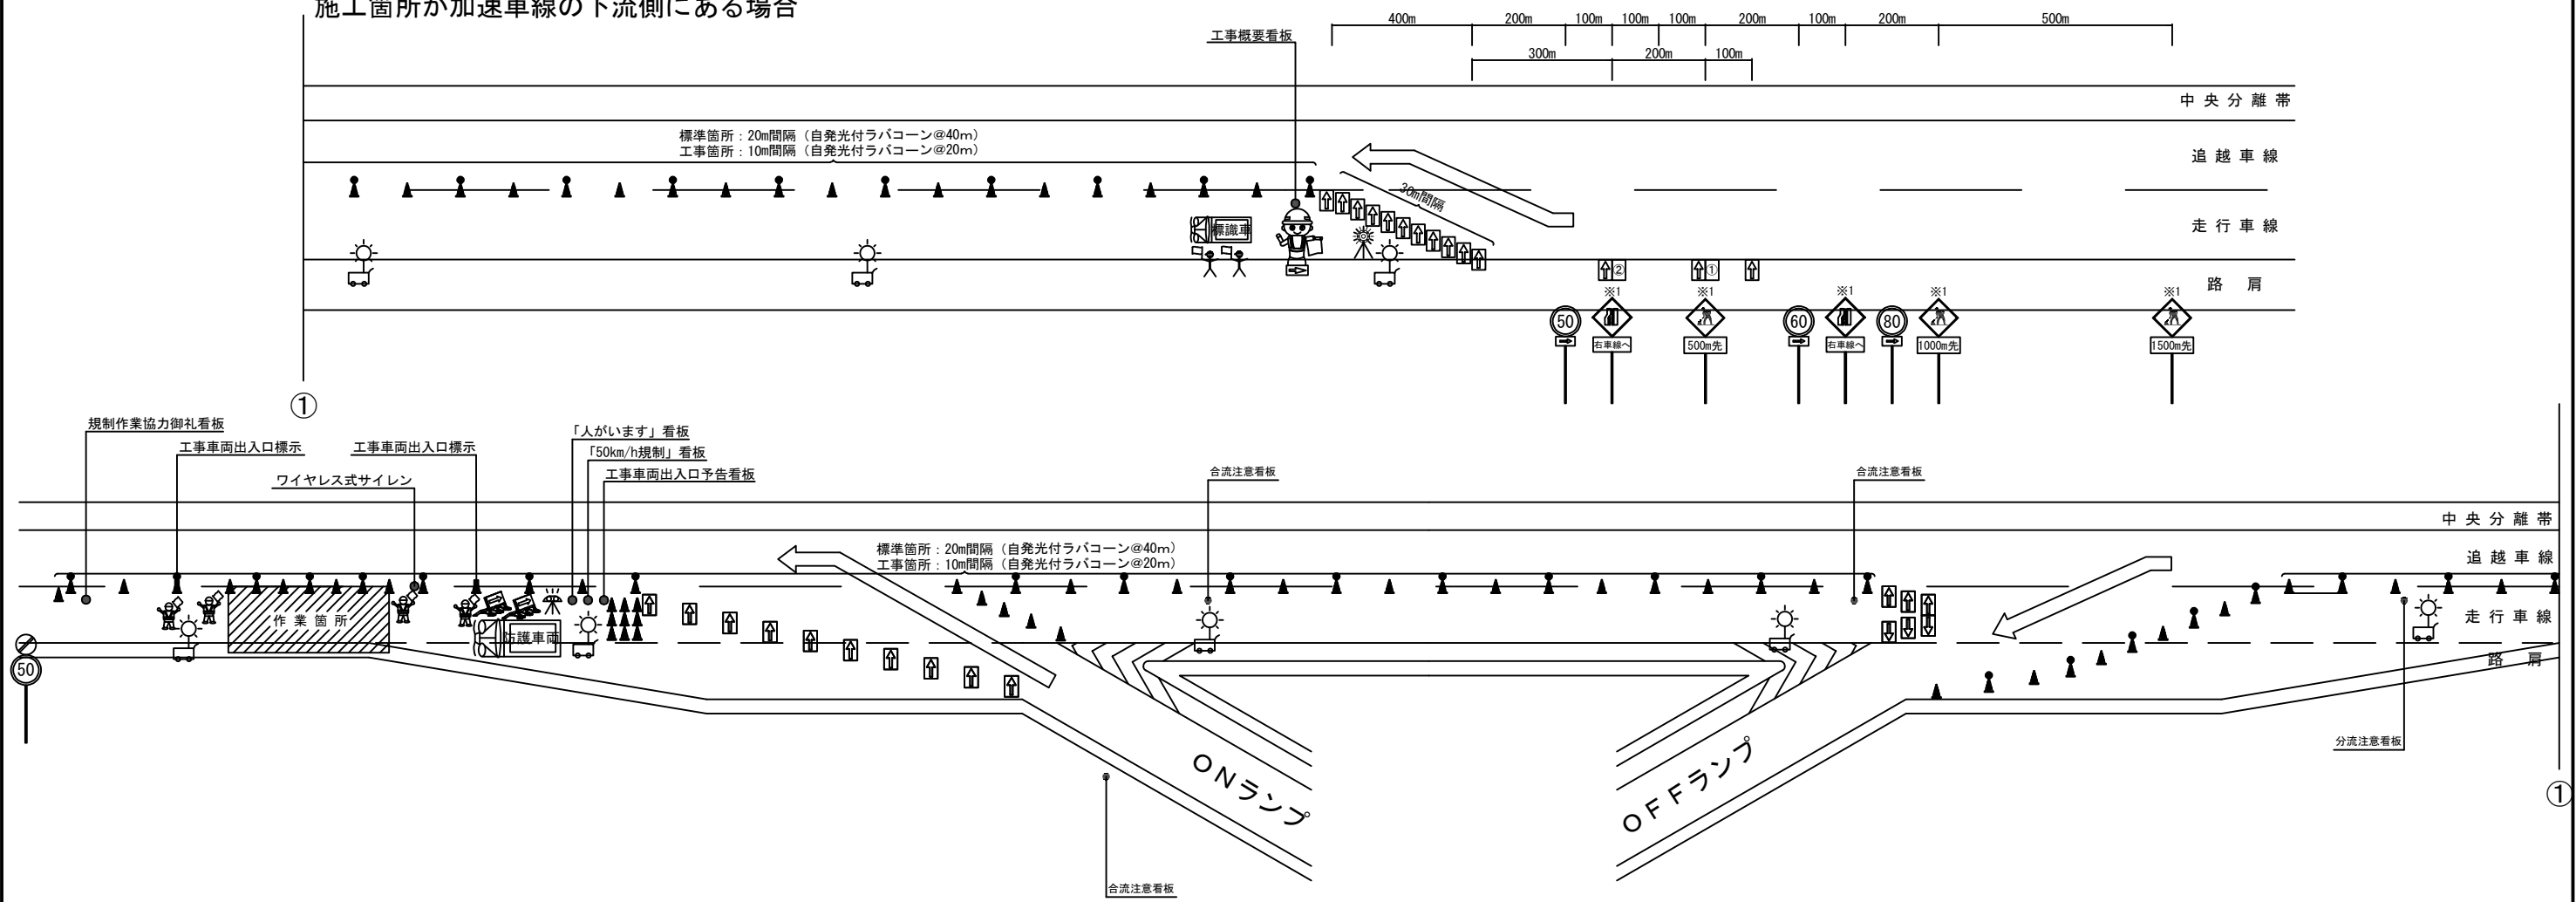 施工箇所が加速車線の下流側にある場合
400m 200m 100m 100m 100m 200m 100m 200m 500m
300m 200m 100m
工事概要看板
中央分離帯
標準箇所：20m間隔（自発光付ラバコーン@40m）
工事箇所：10m間隔（自発光付ラバコーン@20m）
追越車線
30m間隔
標識車
走行車線
② ①
路肩
※1 ※1 ※1 ※1 ※1
50 60 80
右車線へ 500m先 右車線へ 1000m先 1500m先
①
規制作業協力御礼看板
工事車両出入口標示
工事車両出入口標示
ワイヤレス式サイレン
「人がいます」看板
「50km/h規制」看板
工事車両出入口予告看板
合流注意看板
合流注意看板
中央分離帯
標準箇所：20m間隔（自発光付ラバコーン@40m）
工事箇所：10m間隔（自発光付ラバコーン@20m）
追越車線
作業箇所
防護車両
走行車線
路肩
50
分流注意看板
ＯＮランプ
ＯＦＦランプ
①
合流注意看板